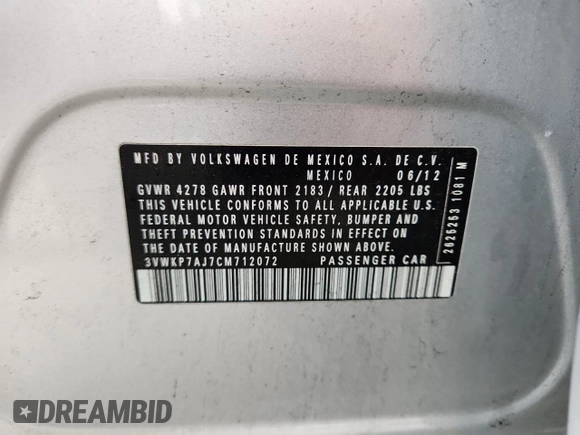 MFD BY VOLKSWAGEN DE MEXICO S.A. DE C.V.
MEXICO 06/12
GVWR 4278 GAWR FRONT 2183 / REAR 2205 LBS
THIS VEHICLE CONFORMS TO ALL APPLICABLE U.S.
FEDERAL MOTOR VEHICLE SAFETY, BUMPER AND
THEFT PREVENTION STANDARDS IN EFFECT ON
THE DATE OF MANUFACTURE SHOWN ABOVE.
3VWKP7AJ7CM712072 PASSENGER CAR
2625253 1081 M
DREAMBID